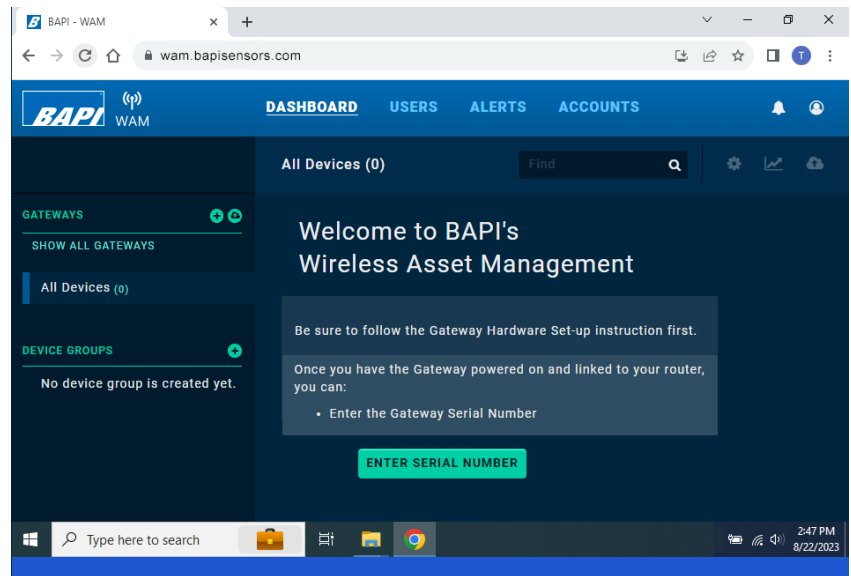 BAPI - WAM
wam.bapisensors.com
T
BAPI
WAM
DASHBOARD USERS ALERTS ACCOUNTS
All Devices (0)
Find
GATEWAYS
SHOW ALL GATEWAYS
All Devices (0)
DEVICE GROUPS
No device group is created yet.
Welcome to BAPI's
Wireless Asset Management
Be sure to follow the Gateway Hardware Set-up instruction first.
Once you have the Gateway powered on and linked to your router,
you can:
• Enter the Gateway Serial Number
ENTER SERIAL NUMBER
Type here to search
2:47 PM
8/22/2023